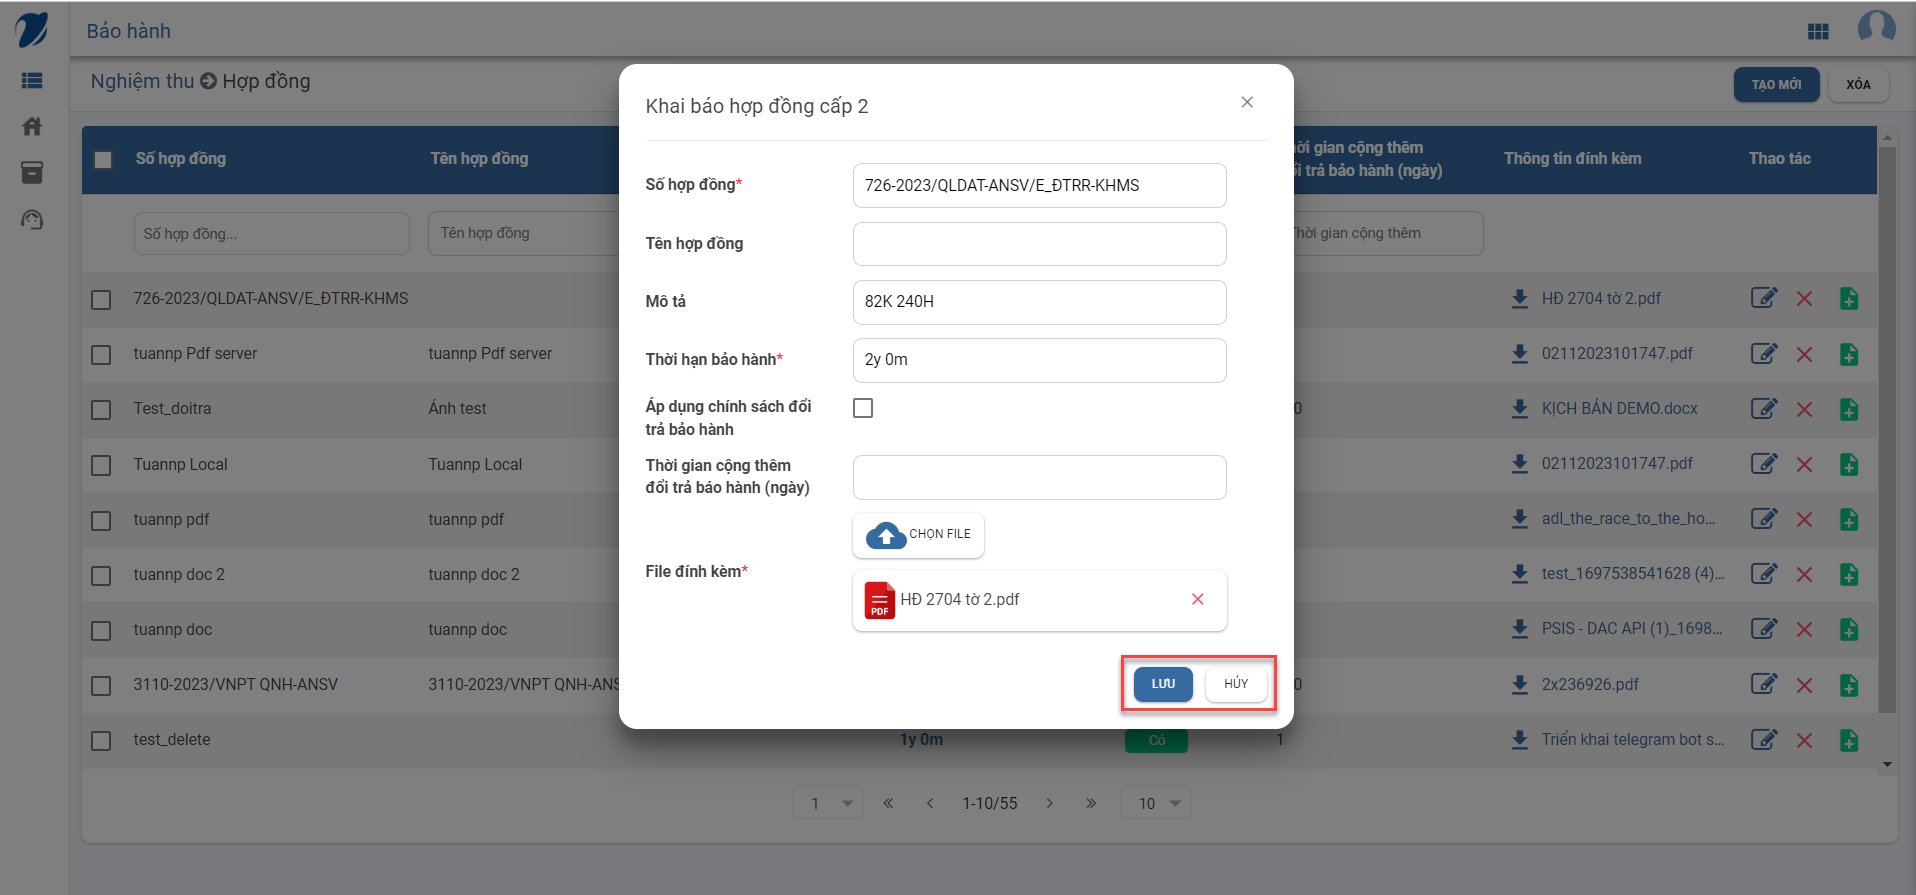 Bảo hành
Nghiệm thu Hợp đồng
TẠO MỚI
XÓA
Khai báo hợp đồng cấp 2
Số hợp đồng*
726-2023/QLDAT-ANSV/E_ĐTRR-KHMS
Tên hợp đồng
Mô tả
82K 240H
Thời hạn bảo hành*
2y 0m
Áp dụng chính sách đổi
trả bảo hành
Thời gian cộng thêm
đổi trả báo hành (ngày)
CHỌN FILE
File đính kèm*
PDF
HĐ 2704 tờ 2.pdf
LƯU
HỦY
Số hợp đồng
Tên hợp đồng
gian cộng thêm
trả bảo hành (ngày)
Thông tin đính kèm
Thao tác
Số hợp đồng...
Tên hợp đồng
Thời gian cộng thêm
726-2023/QLDAT-ANSV/E_ĐTRR-KHMS
HĐ 2704 tờ 2.pdf
tuannp Pdf server
tuannp Pdf server
02112023101747.pdf
Test_doitra
Ảnh test
0
KỊCH BẢN DEMO.docx
Tuannp Local
Tuannp Local
02112023101747.pdf
tuannp pdf
tuannp pdf
adl_the_race_to_the_ho...
tuannp doc 2
tuannp doc 2
test_1697538541628 (4)...
tuannp doc
tuannp doc
PSIS - DAC API (1)_1698...
3110-2023/VNPT QNH-ANSV
3110-2023/VNPT QNH-ANS
0
2x236926.pdf
test_delete
1y 0m
Có
1
Triển khai telegram bot s...
1
1-10/55
10